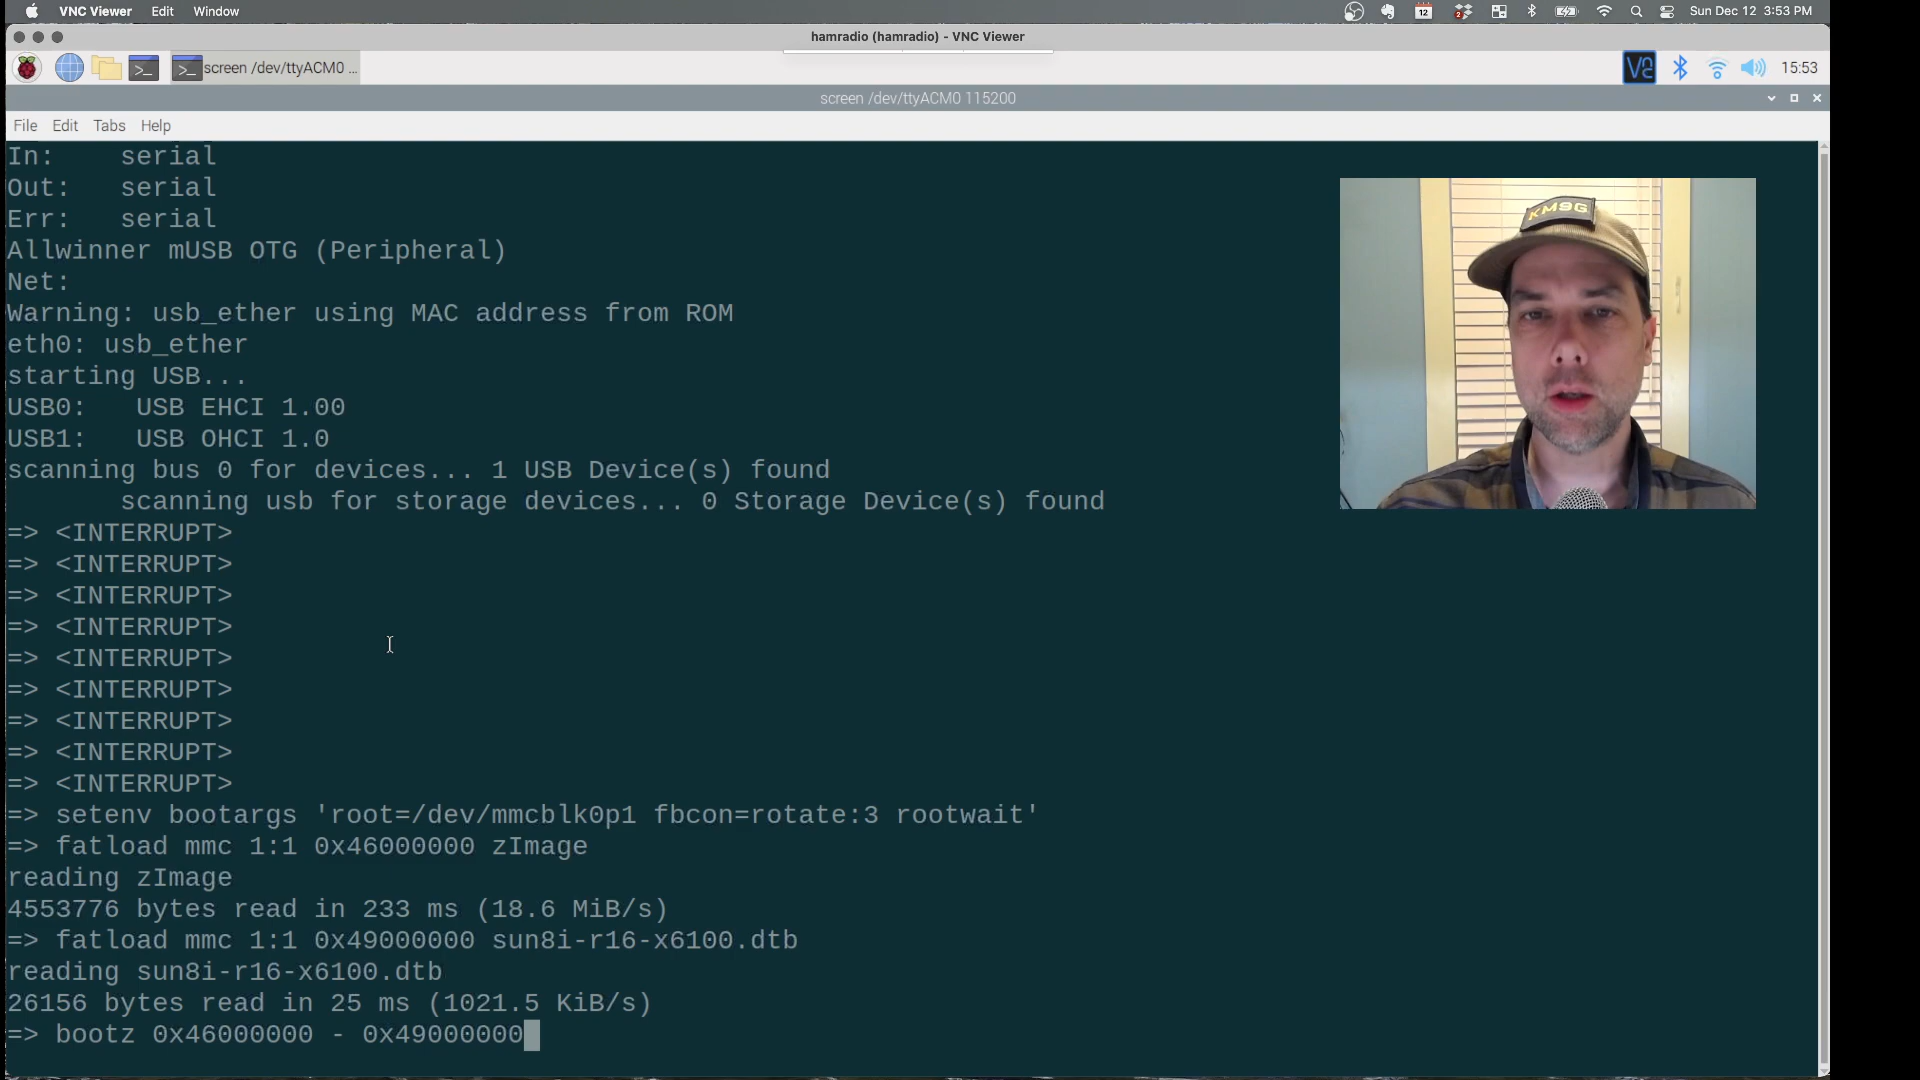 VNC Viewer Edit Window
12
2
Sun Dec 12 3:53 PM
hamradio (hamradio) - VNC Viewer
screen /dev/ttyACM0 ...
15:53
screen /dev/ttyACM0 115200
File Edit Tabs Help
In: serial
Out: serial
Err: serial
Allwinner mUSB OTG (Peripheral)
Net:
Warning: usb_ether using MAC address from ROM
eth0: usb_ether
starting USB...
USB0: USB EHCI 1.00
USB1: USB OHCI 1.0
scanning bus 0 for devices... 1 USB Device(s) found
scanning usb for storage devices... 0 Storage Device(s) found
=> <INTERRUPT>
=> <INTERRUPT>
=> <INTERRUPT>
=> <INTERRUPT>
=> <INTERRUPT>
=> <INTERRUPT>
=> <INTERRUPT>
=> <INTERRUPT>
=> <INTERRUPT>
=> setenv bootargs 'root=/dev/mmcblk0p1 fbcon=rotate:3 rootwait'
=> fatload mmc 1:1 0x46000000 zImage
reading zImage
4553776 bytes read in 233 ms (18.6 MiB/s)
=> fatload mmc 1:1 0x49000000 sun8i-r16-x6100.dtb
reading sun8i-r16-x6100.dtb
26156 bytes read in 25 ms (1021.5 KiB/s)
=> bootz 0x46000000 - 0x49000000
KM9G